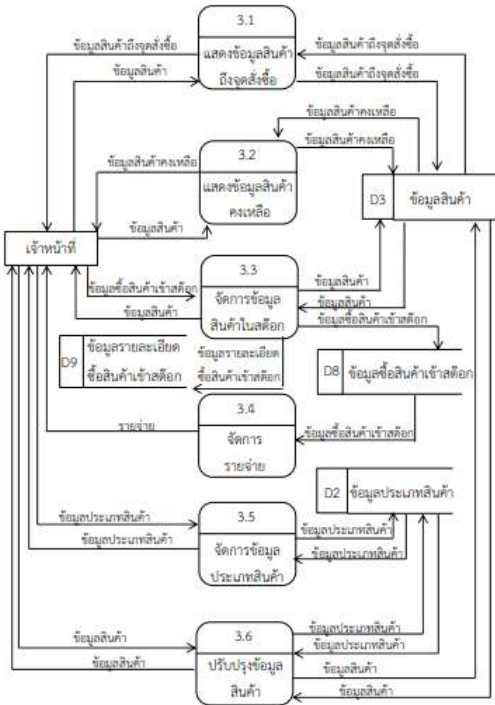 3.1
แสดงข้อมูลสินค้า
ถึงจุดสั่งซื้อ
ข้อมูลสินค้าถึงจุดสั่งซื้อ
ข้อมูลสินค้าถึงจุดสั่งซื้อ
ข้อมูลสินค้า
ข้อมูลสินค้าถึงจุดสั่งซื้อ
ข้อมูลสินค้าคงเหลือ
3.2
แสดงข้อมูลสินค้า
คงเหลือ
ข้อมูลสินค้าคงเหลือ
ข้อมูลสินค้าคงเหลือ
D3
ข้อมูลสินค้า
ข้อมูลสินค้า
เจ้าหน้าที่
3.3
จัดการข้อมูล
สินค้าในสต๊อก
ข้อมูลซื้อสินค้าเข้าสต๊อก
ข้อมูลสินค้า
ข้อมูลสินค้า
ข้อมูลสินค้า
ข้อมูลซื้อสินค้าเข้าสต๊อก
D9
ข้อมูลรายละเอียด
ซื้อสินค้าเข้าสต๊อก
ข้อมูลรายละเอียด
ซื้อสินค้าเข้าสต๊อก
D8
ข้อมูลซื้อสินค้าเข้าสต๊อก
3.4
จัดการ
รายจ่าย
รายจ่าย
ข้อมูลซื้อสินค้าเข้าสต๊อก
D2
ข้อมูลประเภทสินค้า
3.5
จัดการข้อมูล
ประเภทสินค้า
ข้อมูลประเภทสินค้า
ข้อมูลประเภทสินค้า
ข้อมูลประเภทสินค้า
ข้อมูลประเภทสินค้า
3.6
ปรับปรุงข้อมูล
สินค้า
ข้อมูลสินค้า
ข้อมูลสินค้า
ข้อมูลประเภทสินค้า
ข้อมูลประเภทสินค้า
ข้อมูลสินค้า
ข้อมูลสินค้า